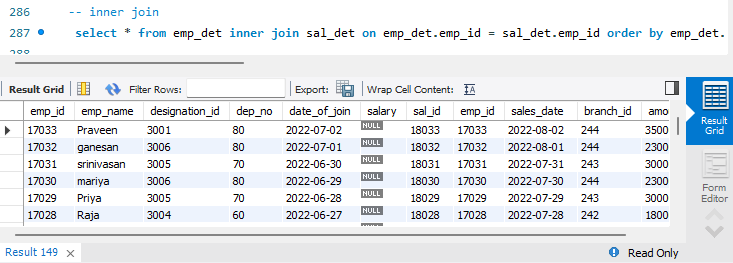 286 -- inner join
287 select * from emp_det inner join sal_det on emp_det.emp_id = sal_det.emp_id order by emp_det.
288
Result Grid Filter Rows: Export: Wrap Cell Content: IA
emp_id emp_name designation_id dep_no date_of_join salary sal_id emp_id sales_date branch_id amou
17033 Praveen 3001 80 2022-07-02 NULL 18033 17033 2022-08-02 244 3500
17032 ganesan 3006 80 2022-07-01 NULL 18032 17032 2022-08-01 244 2300
17031 srinivasan 3005 70 2022-06-30 NULL 18031 17031 2022-07-31 243 3000
17030 mariya 3006 80 2022-06-29 NULL 18030 17030 2022-07-30 244 2300
17029 Priya 3005 70 2022-06-28 NULL 18029 17029 2022-07-29 243 3000
17028 Raja 3004 60 2022-06-27 NULL 18028 17028 2022-07-28 242 1800
Result
Grid
Form
Editor
Result 149 Read Only